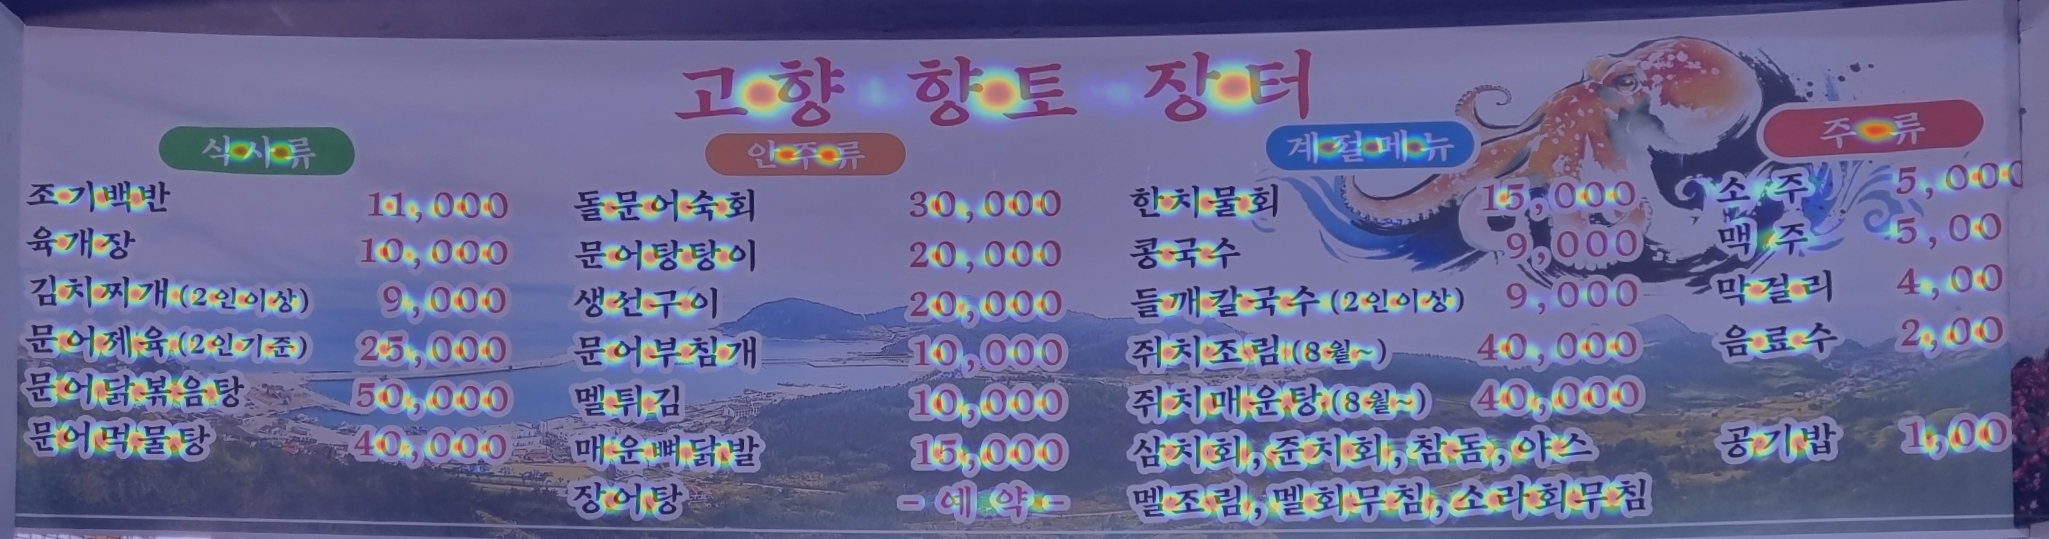 고향 향토 장터
식사류
조기백반 11,000
육개장 10,000
김치찌개(2인이상) 9,000
문어제육(2인기준) 25,000
문어닭볶음탕 50,000
문어먹물탕 40,000
안주류
돌문어숙회 30,000
문어탕탕이 20,000
생선구이 20,000
문어부침개 10,000
멜튀김 10,000
매운뼈닭발 15,000
장어탕 -예약-
계절메뉴
한치물회 15,000
콩국수 9,000
들깨칼국수(2인이상) 9,000
쥐치조림(8월~) 40,000
쥐치매운탕(8월~) 40,000
삼치회, 준치회, 참돔, 야스
멜조림, 멜회무침, 소라회무침
주류
소주 5,000
맥주 5,00
막걸리 4,00
음료수 2,00
공기밥 1,00